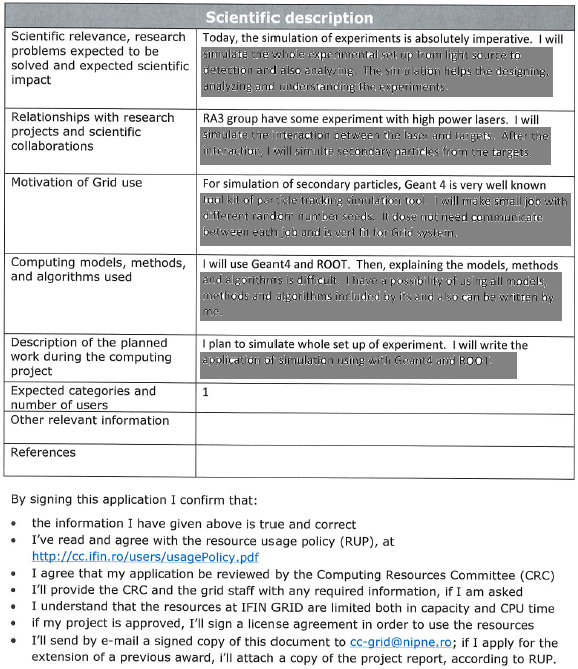 Scientific description
Scientific relevance, research
problems expected to be
solved and expected scientific
impact
Today, the simulation of experiments is absolutely imperative. I will
simulate the whole experimental set up from light source to
detection and also analyzing. The simulation helps the designing,
analyzing and understanding the experiments.
Relationships with research
projects and scientific
collaborations
RA3 group have some experiment with high power lasers. I will
simulate the interaction between the laser and targets. After the
interaction, I will simulte secondary particles from the targets.
Motivation of Grid use
For simulation of secondary particles, Geant 4 is very well known
tool kit of particle tracking simulation tool. I will make small job with
different random number seeds. It dose not need communicate
between each job and is vert fit for Grid system.
Computing models, methods,
and algorithms used
I will use Geant4 and ROOT. Then, explaining the models, methods
and algorithms is difficult. I have a possibility of using all models,
methods and algorithms included by its and also can be written by
me.
Description of the planned
work during the computing
project
I plan to simulate whole set up of experiment. I will write the
application of simulation using with Geant4 and ROOT.
Expected categories and
number of users
1
Other relevant information
References
By signing this application I confirm that:
• the information I have given above is true and correct
• I've read and agree with the resource usage policy (RUP), at
http://cc.ifin.ro/users/usagePolicy.pdf
• I agree that my application be reviewed by the Computing Resources Committee (CRC)
• I'll provide the CRC and the grid staff with any required information, if I am asked
• I understand that the resources at IFIN GRID are limited both in capacity and CPU time
• if my project is approved, I'll sign a license agreement in order to use the resources
• I'll send by e-mail a signed copy of this document to cc-grid@nipne.ro; if I apply for the
extension of a previous award, i'll attach a copy of the project report, according to RUP.